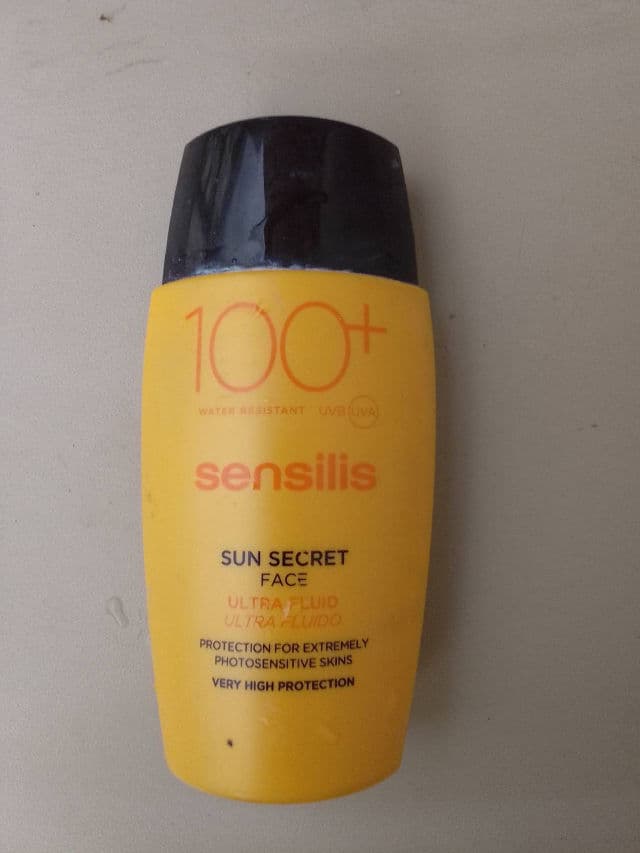 100+
WATER RESISTANT UVB UVA
sensilis
SUN SECRET
FACE
ULTRA FLUID
ULTRA FLUIDO
PROTECTION FOR EXTREMELY
PHOTOSENSITIVE SKINS
VERY HIGH PROTECTION